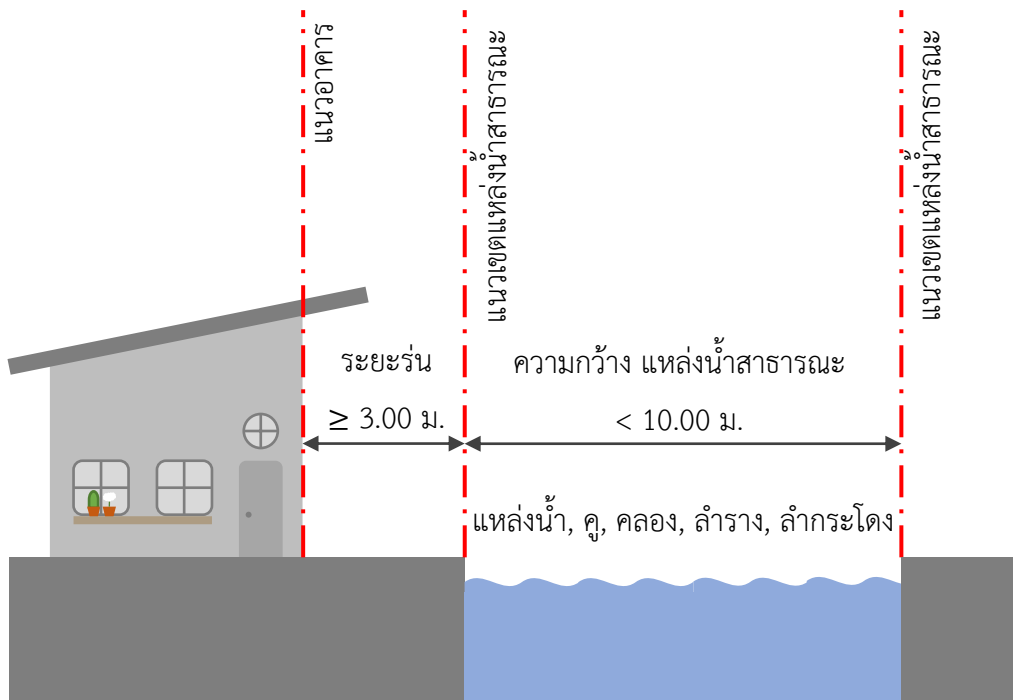 แนวอาคาร
แนวเขตแหล่งน้ำสาธารณะ
แนวเขตแหล่งน้ำสาธารณะ
ระยะร่น
≥ 3.00 ม.
ความกว้าง แหล่งน้ำสาธารณะ
< 10.00 ม.
แหล่งน้ำ, คู, คลอง, ลำราง, ลำกระโดง